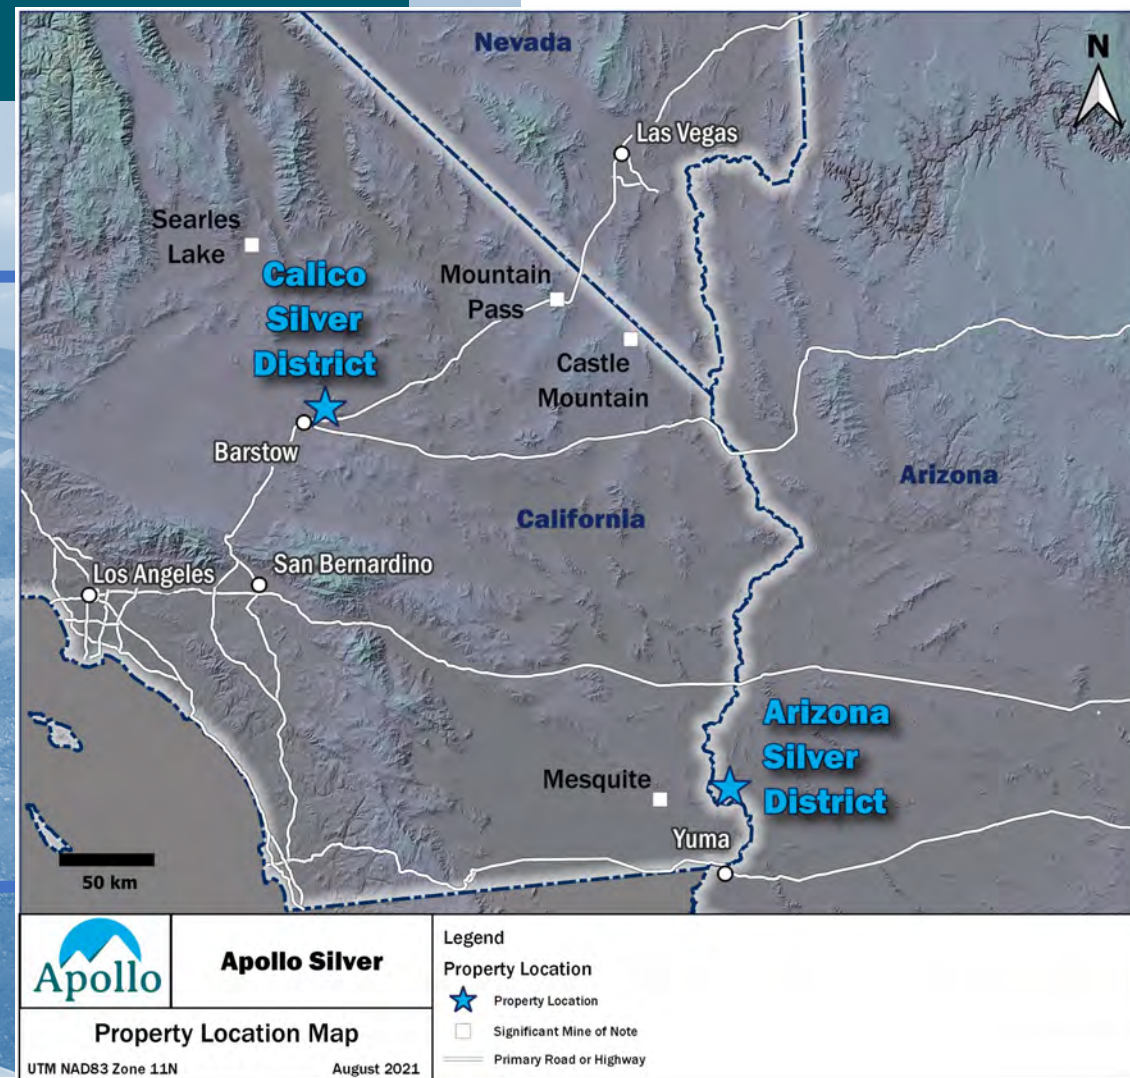 Nevada
N
Las Vegas
Searles
Lake
Calico
Silver
District
Mountain
Pass
Castle
Mountain
Barstow
Arizona
California
San Bernardino
Los Angeles
Arizona
Silver
District
Mesquite
Yuma
50 km
Apollo
Apollo Silver
Property Location Map
UTM NAD83 Zone 11N
August 2021
Legend
Property Location
Property Location
Significant Mine of Note
Primary Road or Highway